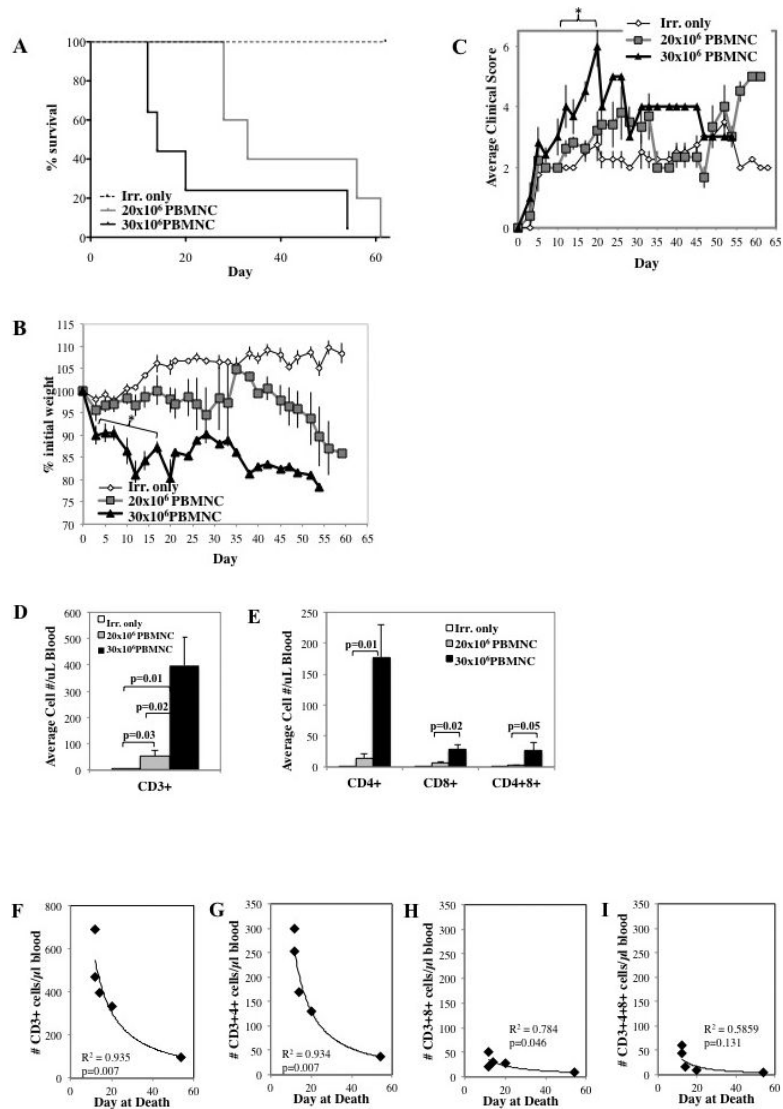 A
% survival
100
80
60
40
20
0
Irr. only
20x10⁶ PBMNC
30x10⁶PBMNC
0 20 40 60
Day
C
Average Clinical Score
6
4
2
0
*
Irr. only
20x10⁶ PBMNC
30x10⁶ PBMNC
0 5 10 15 20 25 30 35 40 45 50 55 61 65
Day
B
% initial weight
115
110
105
100
95
90
85
80
75
70
*
Irr. only
20x10⁶ PBMNC
30x10⁶PBMNC
0 5 10 15 20 25 30 35 40 45 50 55 60 65
Day
D
Average Cell #/uL Blood
600
500
400
300
200
100
0
Irr. only
20x10⁶ PBMNC
30x10⁶PBMNC
p=0.01
p=0.02
p=0.03
CD3+
E
Average Cell #/uL Blood
250
200
150
100
50
0
Irr. only
20x10⁶ PBMNC
30x10⁶PBMNC
p=0.01
p=0.02
p=0.05
CD4+ CD8+ CD4+8+
F
# CD3+ cells/µl blood
800
600
400
200
0
R² = 0.935
p=0.007
0 20 40 60
Day at Death
G
# CD3+4+ cells/µl blood
350
300
250
200
150
100
50
0
R² = 0.934
p=0.007
0 20 40 60
Day at Death
H
# CD3+8+ cells/µl blood
350
300
250
200
150
100
50
0
R² = 0.784
p=0.046
0 20 40 60
Day at Death
I
# CD3+4+8+ cells/µl blood
350
300
250
200
150
100
50
0
R² = 0.5859
p=0.131
0 20 40 60
Day at Death